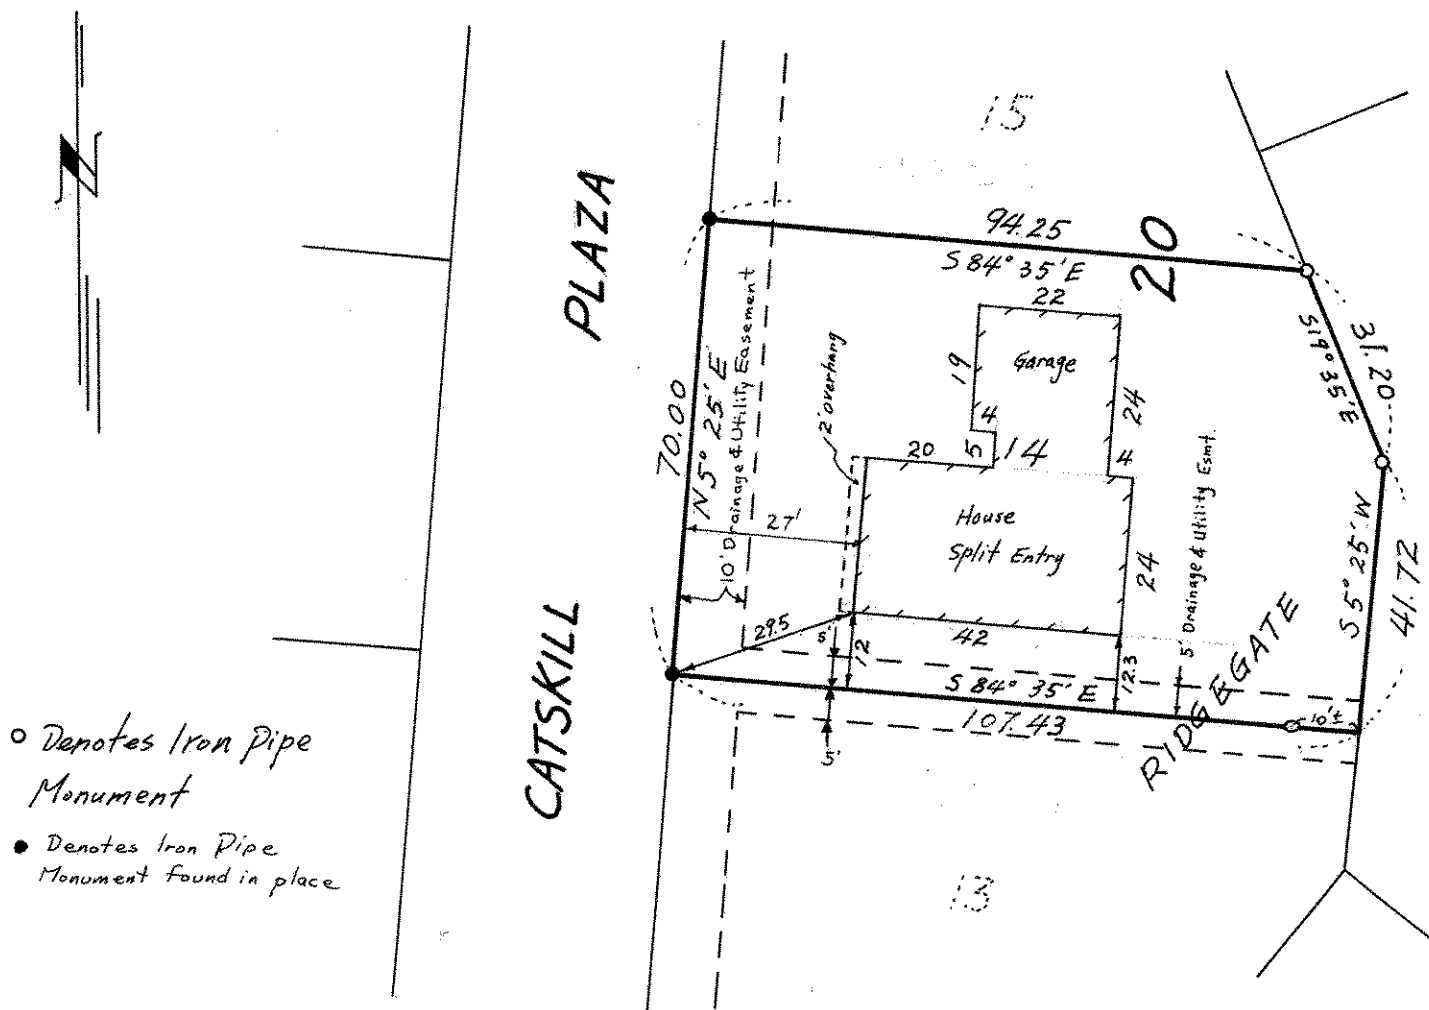 N
15
PLAZA
94.25
S 84° 35' E
20
22
Garage
19
24
4
5
14
4
20
2' overhang
31.20
S19° 35' E
70.00
N 5° 25' E
10' Drainage & Utility Easement
27'
House
Split Entry
24
5' Drainage & Utility Esmt.
S 5° 25' W
41.72
29.5
5'
12
42
12.3
S 84° 35' E
107.43
10'±
5'
RIDGEGATE
CATSKILL
13
Denotes Iron Pipe
Monument
Denotes Iron Pipe
Monument found in place